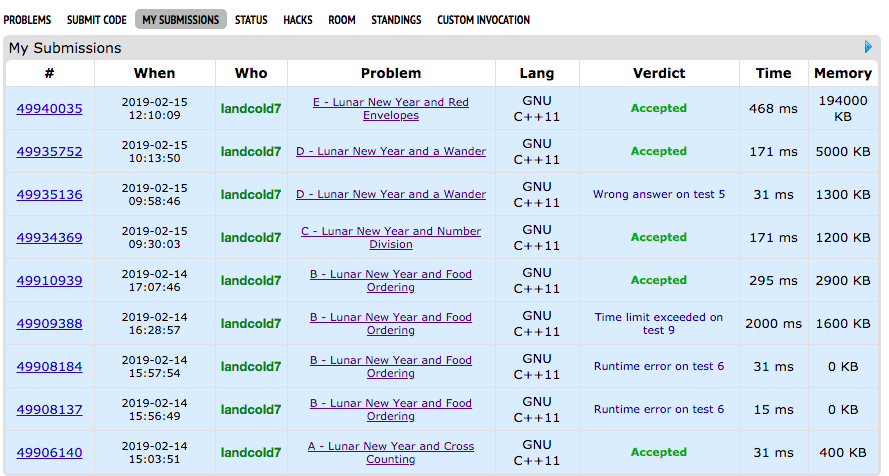 PROBLEMS SUBMIT CODE MY SUBMISSIONS STATUS HACKS ROOM STANDINGS CUSTOM INVOCATION
My Submissions
# When Who Problem Lang Verdict Time Memory
49940035 2019-02-15 12:10:09 landcold7 E - Lunar New Year and Red Envelopes GNU C++11 Accepted 468 ms 194000 KB
49935752 2019-02-15 10:13:50 landcold7 D - Lunar New Year and a Wander GNU C++11 Accepted 171 ms 5000 KB
49935136 2019-02-15 09:58:46 landcold7 D - Lunar New Year and a Wander GNU C++11 Wrong answer on test 5 31 ms 1300 KB
49934369 2019-02-15 09:30:03 landcold7 C - Lunar New Year and Number Division GNU C++11 Accepted 171 ms 1200 KB
49910939 2019-02-14 17:07:46 landcold7 B - Lunar New Year and Food Ordering GNU C++11 Accepted 295 ms 2900 KB
49909388 2019-02-14 16:28:57 landcold7 B - Lunar New Year and Food Ordering GNU C++11 Time limit exceeded on test 9 2000 ms 1600 KB
49908184 2019-02-14 15:57:54 landcold7 B - Lunar New Year and Food Ordering GNU C++11 Runtime error on test 6 31 ms 0 KB
49908137 2019-02-14 15:56:49 landcold7 B - Lunar New Year and Food Ordering GNU C++11 Runtime error on test 6 15 ms 0 KB
49906140 2019-02-14 15:03:51 landcold7 A - Lunar New Year and Cross Counting GNU C++11 Accepted 31 ms 400 KB